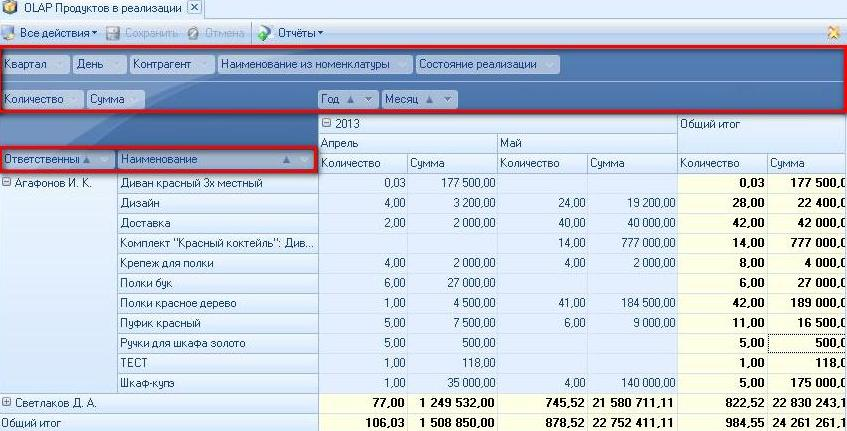 OLAP Продуктов в реализации
Все действия Сохранить Отмена Отчёты
Квартал День Контрагент Наименование из номенклатуры Состояние реализации
Количество Сумма Год Месяц
2013 Общий итог
Апрель Май
Ответственны Наименование Количество Сумма Количество Сумма Количество Сумма
Агафонов И. К. Диван красный 3х местный 0,03 177 500,00 0,03 177 500,0
Дизайн 4,00 3 200,00 24,00 19 200,00 28,00 22 400,0
Доставка 2,00 2 000,00 40,00 40 000,00 42,00 42 000,0
Комплект "Красный коктейль": Див... 14,00 777 000,00 14,00 777 000,0
Крепеж для полки 4,00 2 000,00 4,00 2 000,00 8,00 4 000,0
Полки бук 6,00 27 000,00 6,00 27 000,0
Полки красное дерево 1,00 4 500,00 41,00 184 500,00 42,00 189 000,0
Пуфик красный 5,00 7 500,00 6,00 9 000,00 11,00 16 500,0
Ручки для шкафа золото 5,00 500,00 5,00 500,0
ТЕСТ 1,00 118,00 1,00 118,0
Шкаф-купэ 1,00 35 000,00 4,00 140 000,00 5,00 175 000,0
Светлаков Д. А. 77,00 1 249 532,00 745,52 21 580 711,11 822,52 22 830 243,1
Общий итог 106,03 1 508 850,00 878,52 22 752 411,11 984,55 24 261 261,1